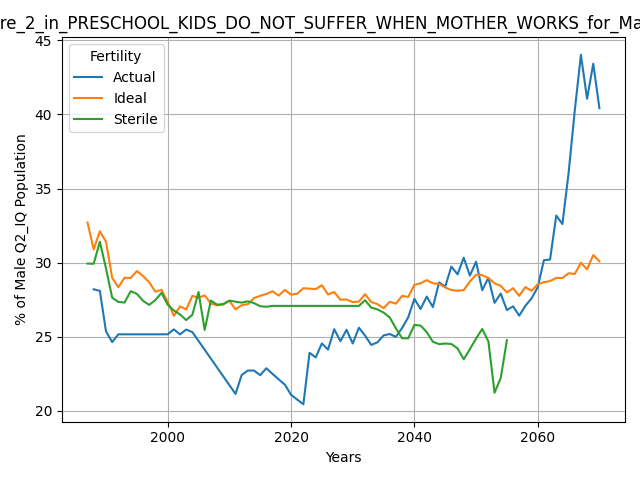 re_2_in_PRESCHOOL_KIDS_DO_NOT_SUFFER_WHEN_MOTHER_WORKS_for_Ma
45
40
35
30
25
20
% of Male Q2_IQ Population
Fertility
Actual
Ideal
Sterile
2000 2020 2040 2060
Years